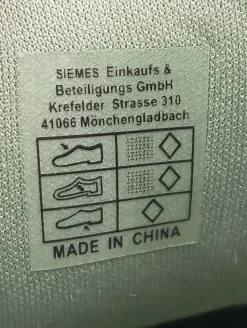 SIEMES Einkaufs &
Beteiligungs GmbH
Krefelder Strasse 310
41066 Mönchengladbach
MADE IN CHINA